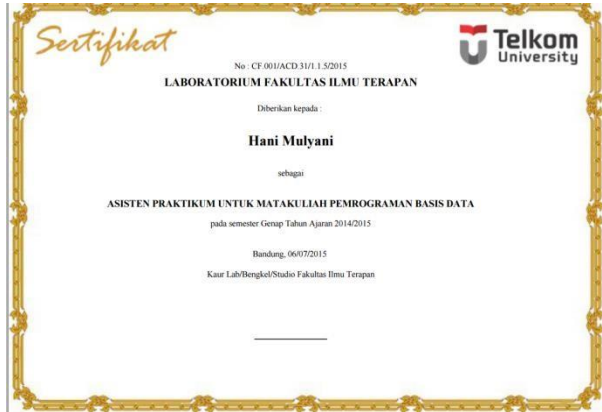 Sertifikat
Telkom
University
No : CF.001/ACD.31/1.1.5/2015
LABORATORIUM FAKULTAS ILMU TERAPAN
Diberikan kepada :
Hani Mulyani
sebagai
ASISTEN PRAKTIKUM UNTUK MATAKULIAH PEMROGRAMAN BASIS DATA
pada semester Genap Tahun Ajaran 2014/2015
Bandung, 06/07/2015
Kaur Lab/Bengkel/Studio Fakultas Ilmu Terapan